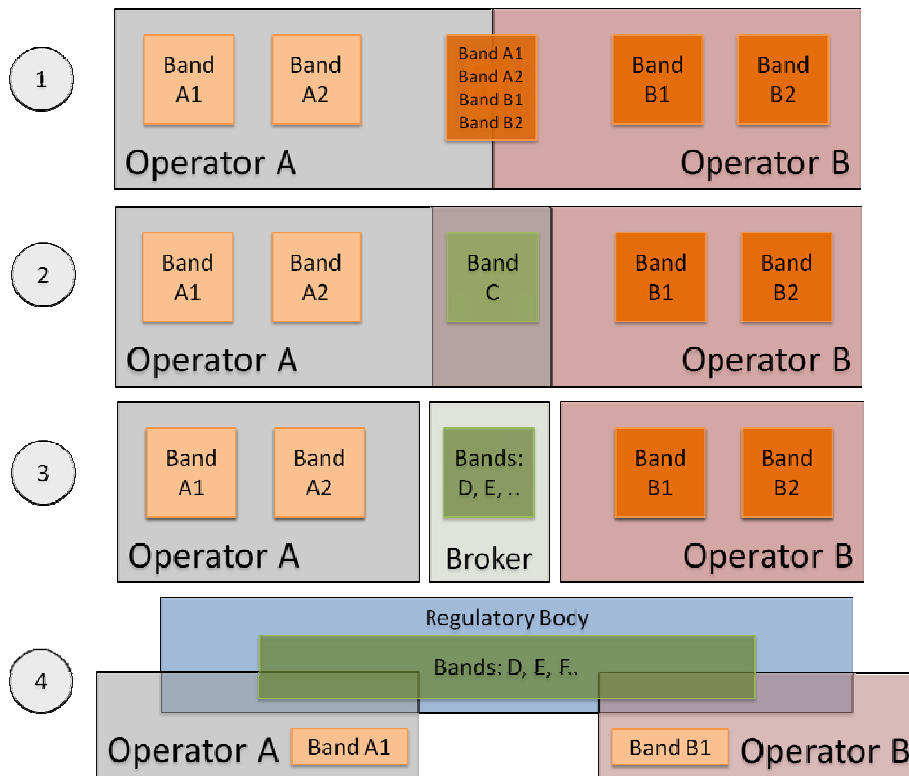 1
Band
A1
Band
A2
Band A1
Band A2
Band B1
Band B2
Band
B1
Band
B2
Operator A
Operator B
2
Band
A1
Band
A2
Band
C
Band
B1
Band
B2
Operator A
Operator B
3
Band
A1
Band
A2
Bands:
D, E, ..
Band
B1
Band
B2
Operator A
Broker
Operator B
4
Regulatory Body
Bands: D, E, F..
Operator A
Band A1
Band B1
Operator B